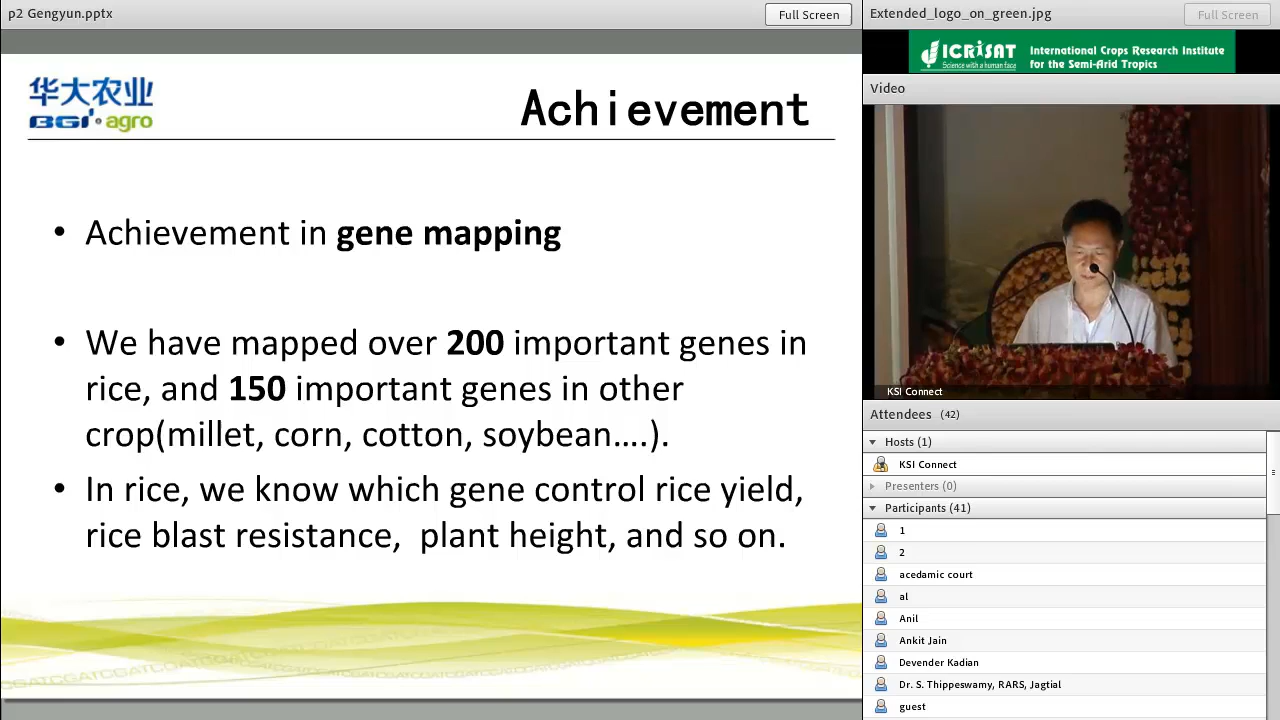 p2 Gengyun.pptx
Full Screen
华大农业
BGI agro
Achievement
• Achievement in gene mapping
• We have mapped over 200 important genes in
rice, and 150 important genes in other
crop(millet, corn, cotton, soybean….).
• In rice, we know which gene control rice yield,
rice blast resistance,  plant height, and so on.
Extended_logo_on_green.jpg
Full Screen
ICRISAT
Science with a human face
International Crops Research Institute
for the Semi-Arid Tropics
Video
KSI Connect
Attendees (42)
Hosts (1)
KSI Connect
Presenters (0)
Participants (41)
1
2
acedamic court
al
Anil
Ankit Jain
Devender Kadian
Dr. S. Thippeswamy, RARS, Jagtial
guest